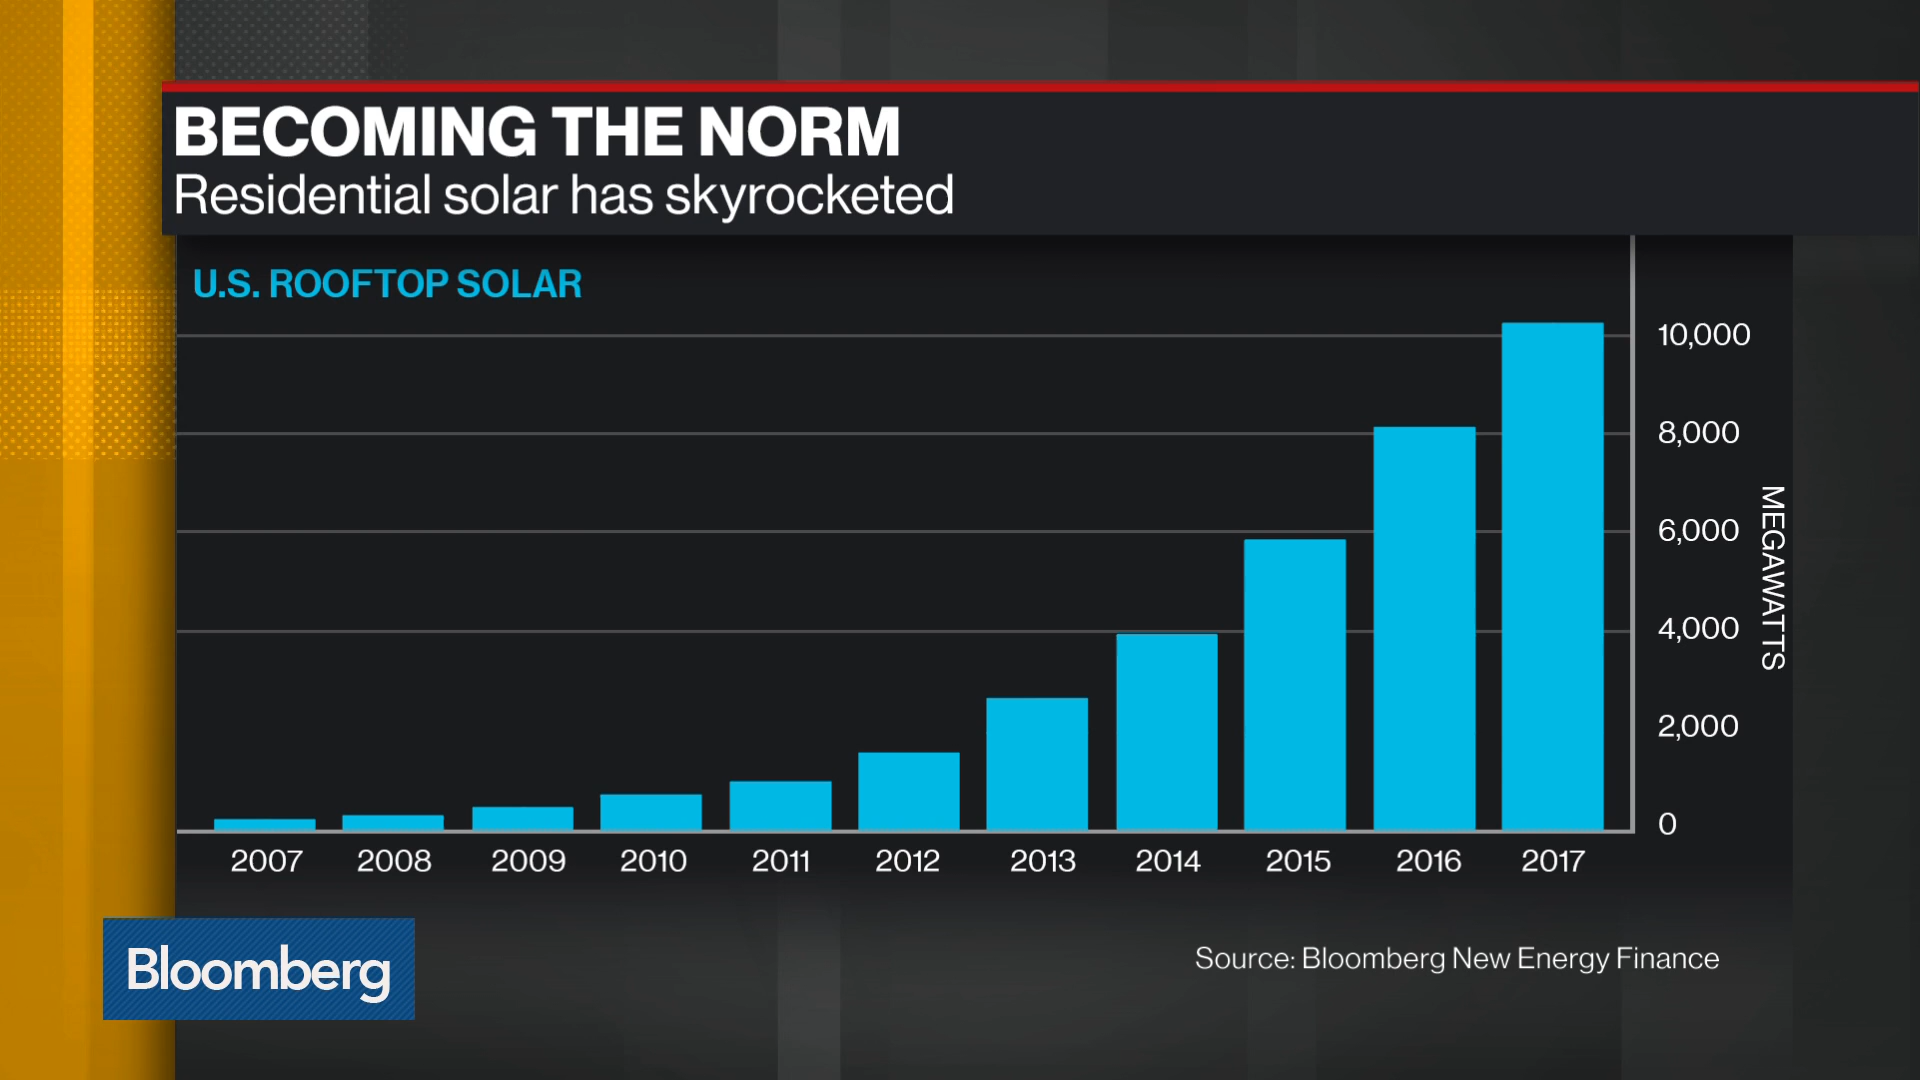 BECOMING THE NORM
Residential solar has skyrocketed
U.S. ROOFTOP SOLAR
10,000
8,000
6,000
4,000
2,000
0
MEGAWATTS
2007 2008 2009 2010 2011 2012 2013 2014 2015 2016 2017
Bloomberg
Source: Bloomberg New Energy Finance